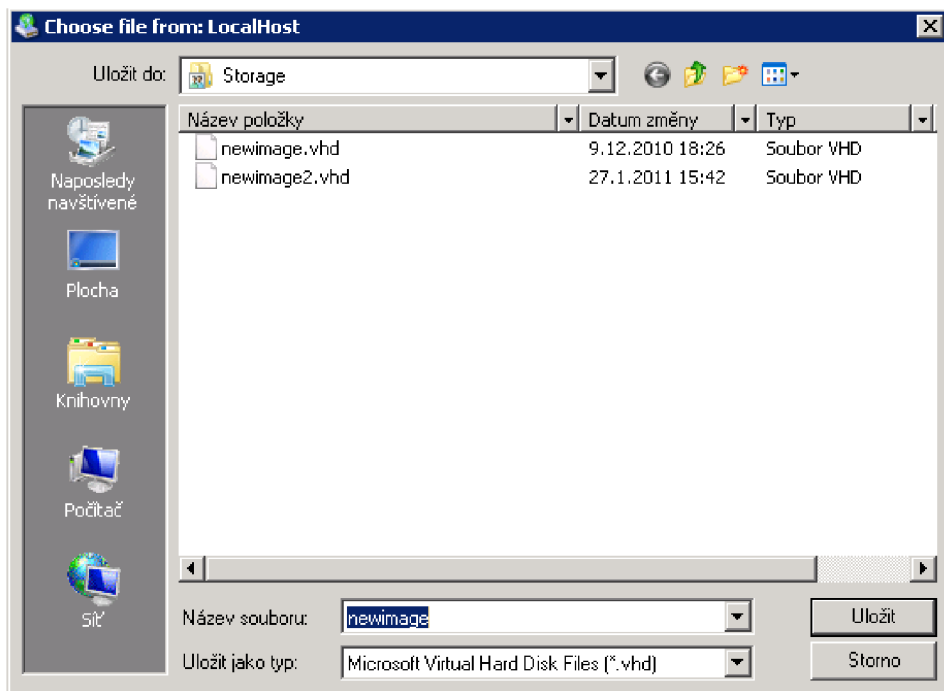 Choose file from: LocalHost
Uložit do: Storage
Název položky Datum změny Typ
newimage.vhd 9.12.2010 18:26 Soubor VHD
newimage2.vhd 27.1.2011 15:42 Soubor VHD
Naposledy
navštívené
Plocha
Knihovny
Počítač
Síť
Název souboru: newimage Uložit
Uložit jako typ: Microsoft Virtual Hard Disk Files (*.vhd) Storno